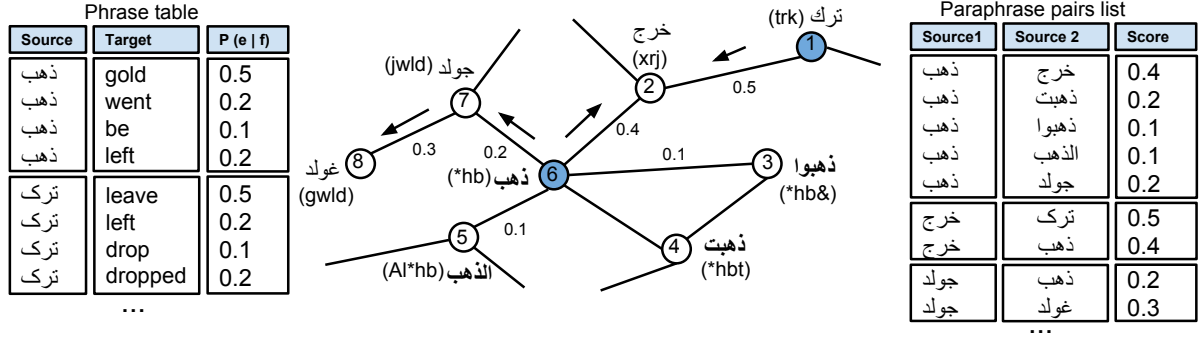 Phrase table
Source Target P (e | f)
ذهب gold 0.5
ذهب went 0.2
ذهب be 0.1
ذهب left 0.2
ترک leave 0.5
ترک left 0.2
ترک drop 0.1
ترک dropped 0.2
...
ترك
(trk)
1
خرج
(xrj)
2
0.5
جولد (jwld)
7
0.4
8
0.3
0.2
غولد
(gwld)
6
ذهب (*hb)
0.1
3
ذهبوا
(*hb&)
0.1
5
الذهب (Al*hb)
4
ذهبت
(*hbt)
Paraphrase pairs list
Source1 Source 2 Score
ذهب خرج 0.4
ذهب ذهبت 0.2
ذهب ذهبوا 0.1
ذهب الذهب 0.1
ذهب جولد 0.2
خرج ترک 0.5
خرج ذهب 0.4
جولد ذهب 0.2
جولد غولد 0.3
...